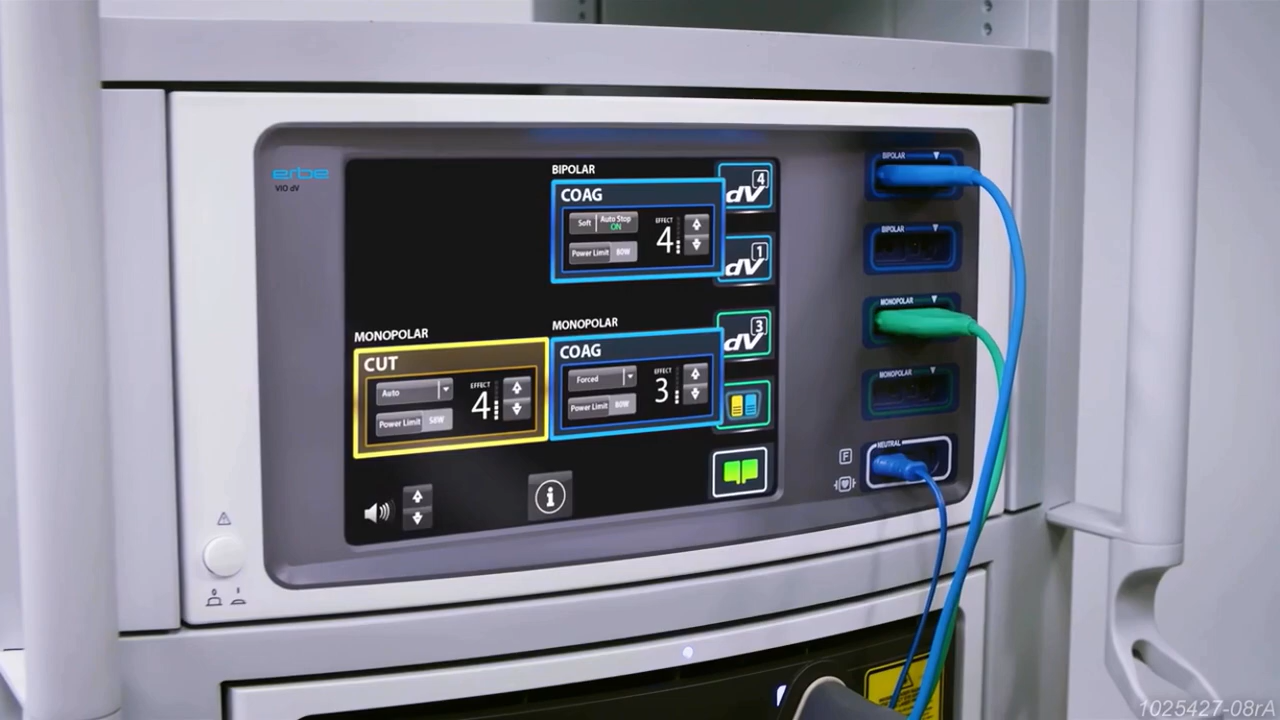 erbe
VIO dV
BIPOLAR
COAG
Soft
Auto Stop
ON
EFFECT
4
Power Limit
80W
4
dV
1
dV
MONOPOLAR
CUT
Auto
EFFECT
4
Power Limit
58W
MONOPOLAR
COAG
Forced
EFFECT
3
Power Limit
80W
3
dV
i
BIPOLAR
BIPOLAR
MONOPOLAR
MONOPOLAR
NEUTRAL
F
1025427-08rA